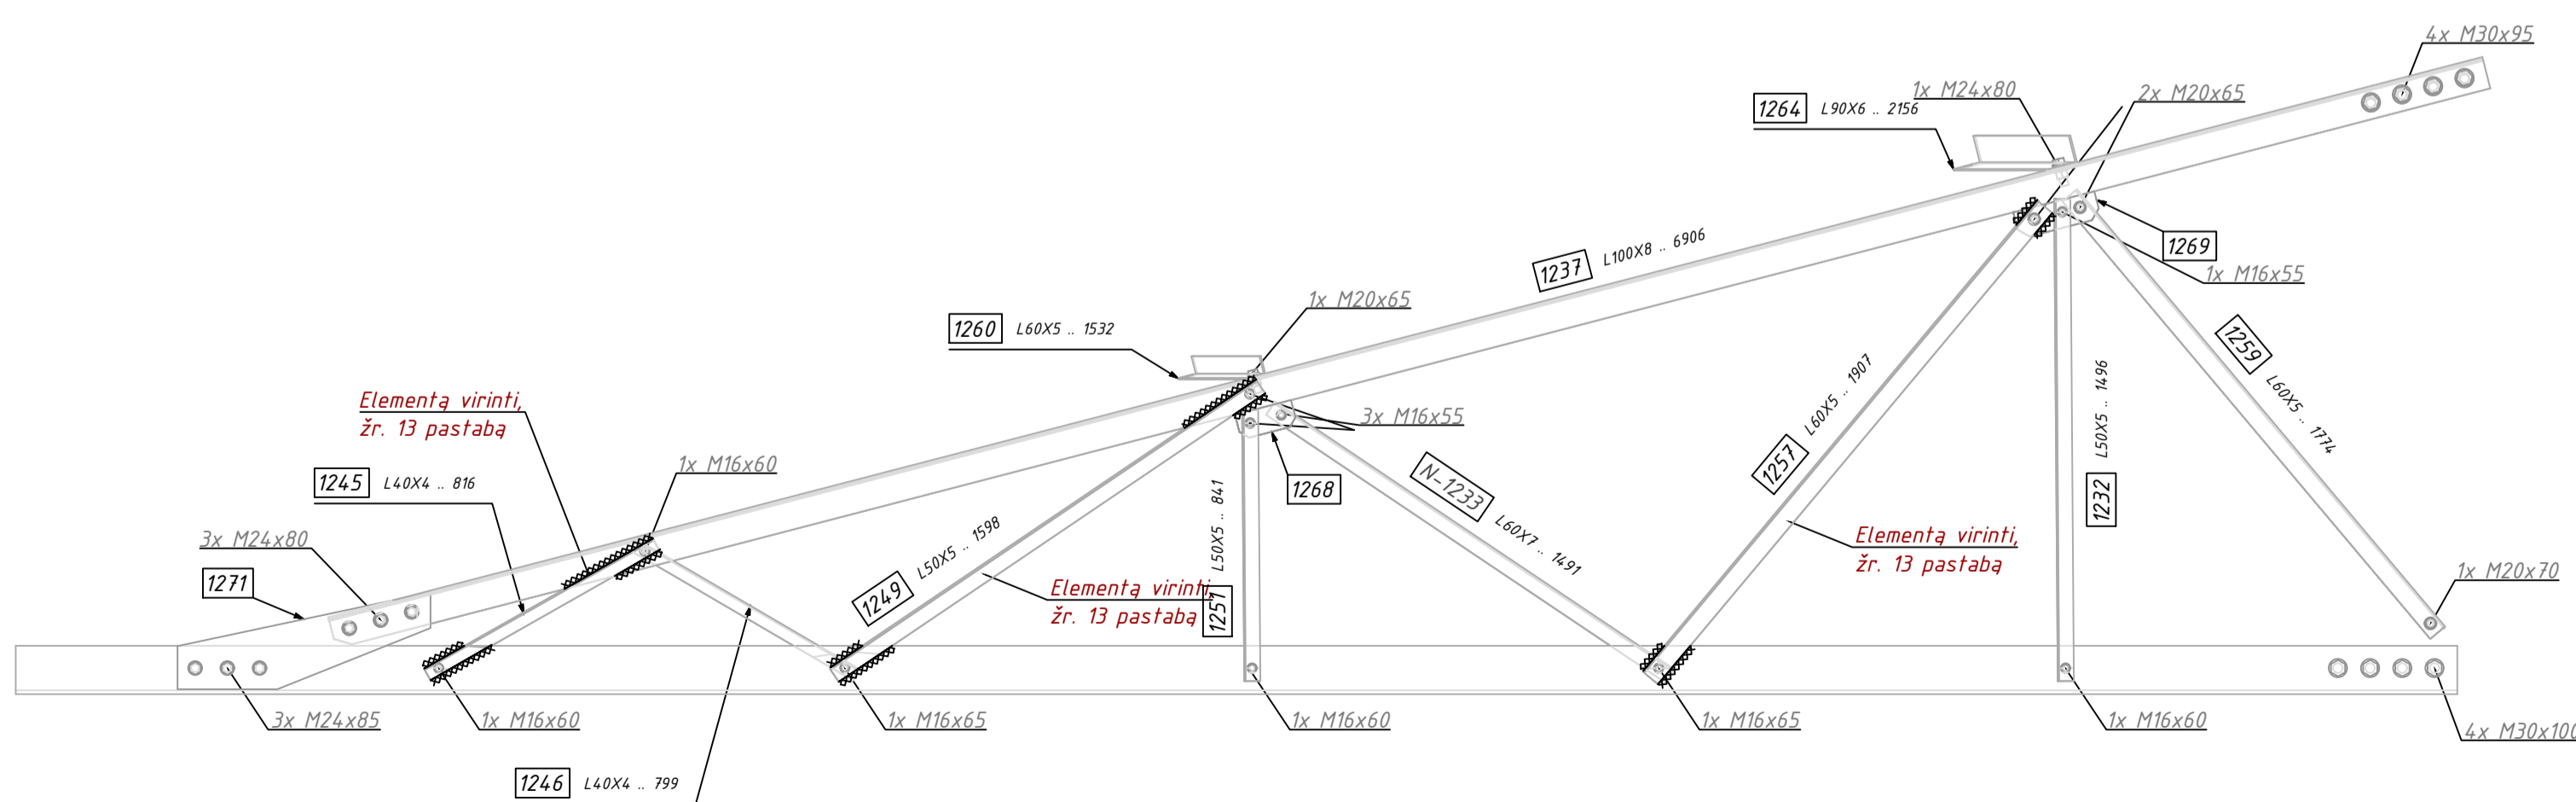 4x M30x95
1x M24x80
2x M20x65
1264 L90X6 .. 2156
1269
1x M16x55
1237 L100X8 .. 6906
1x M20x65
1260 L60X5 .. 1532
1259 L60X5 .. 1774
1257 L60X5 .. 1907
L50X5 .. 1496
1232
Elementą virinti,
žr. 13 pastabą
3x M16x55
1x M16x60
1245 L40X4 .. 816
1268
N-1233 L60X7 .. 1491
L50X5 .. 841
1251
3x M24x80
1271
1249 L50X5 .. 1598
Elementą virinti,
žr. 13 pastabą
Elementą virinti,
žr. 13 pastabą
1x M20x70
3x M24x85
1x M16x60
1x M16x65
1x M16x60
1x M16x65
1x M16x60
4x M30x100
1246 L40X4 .. 799